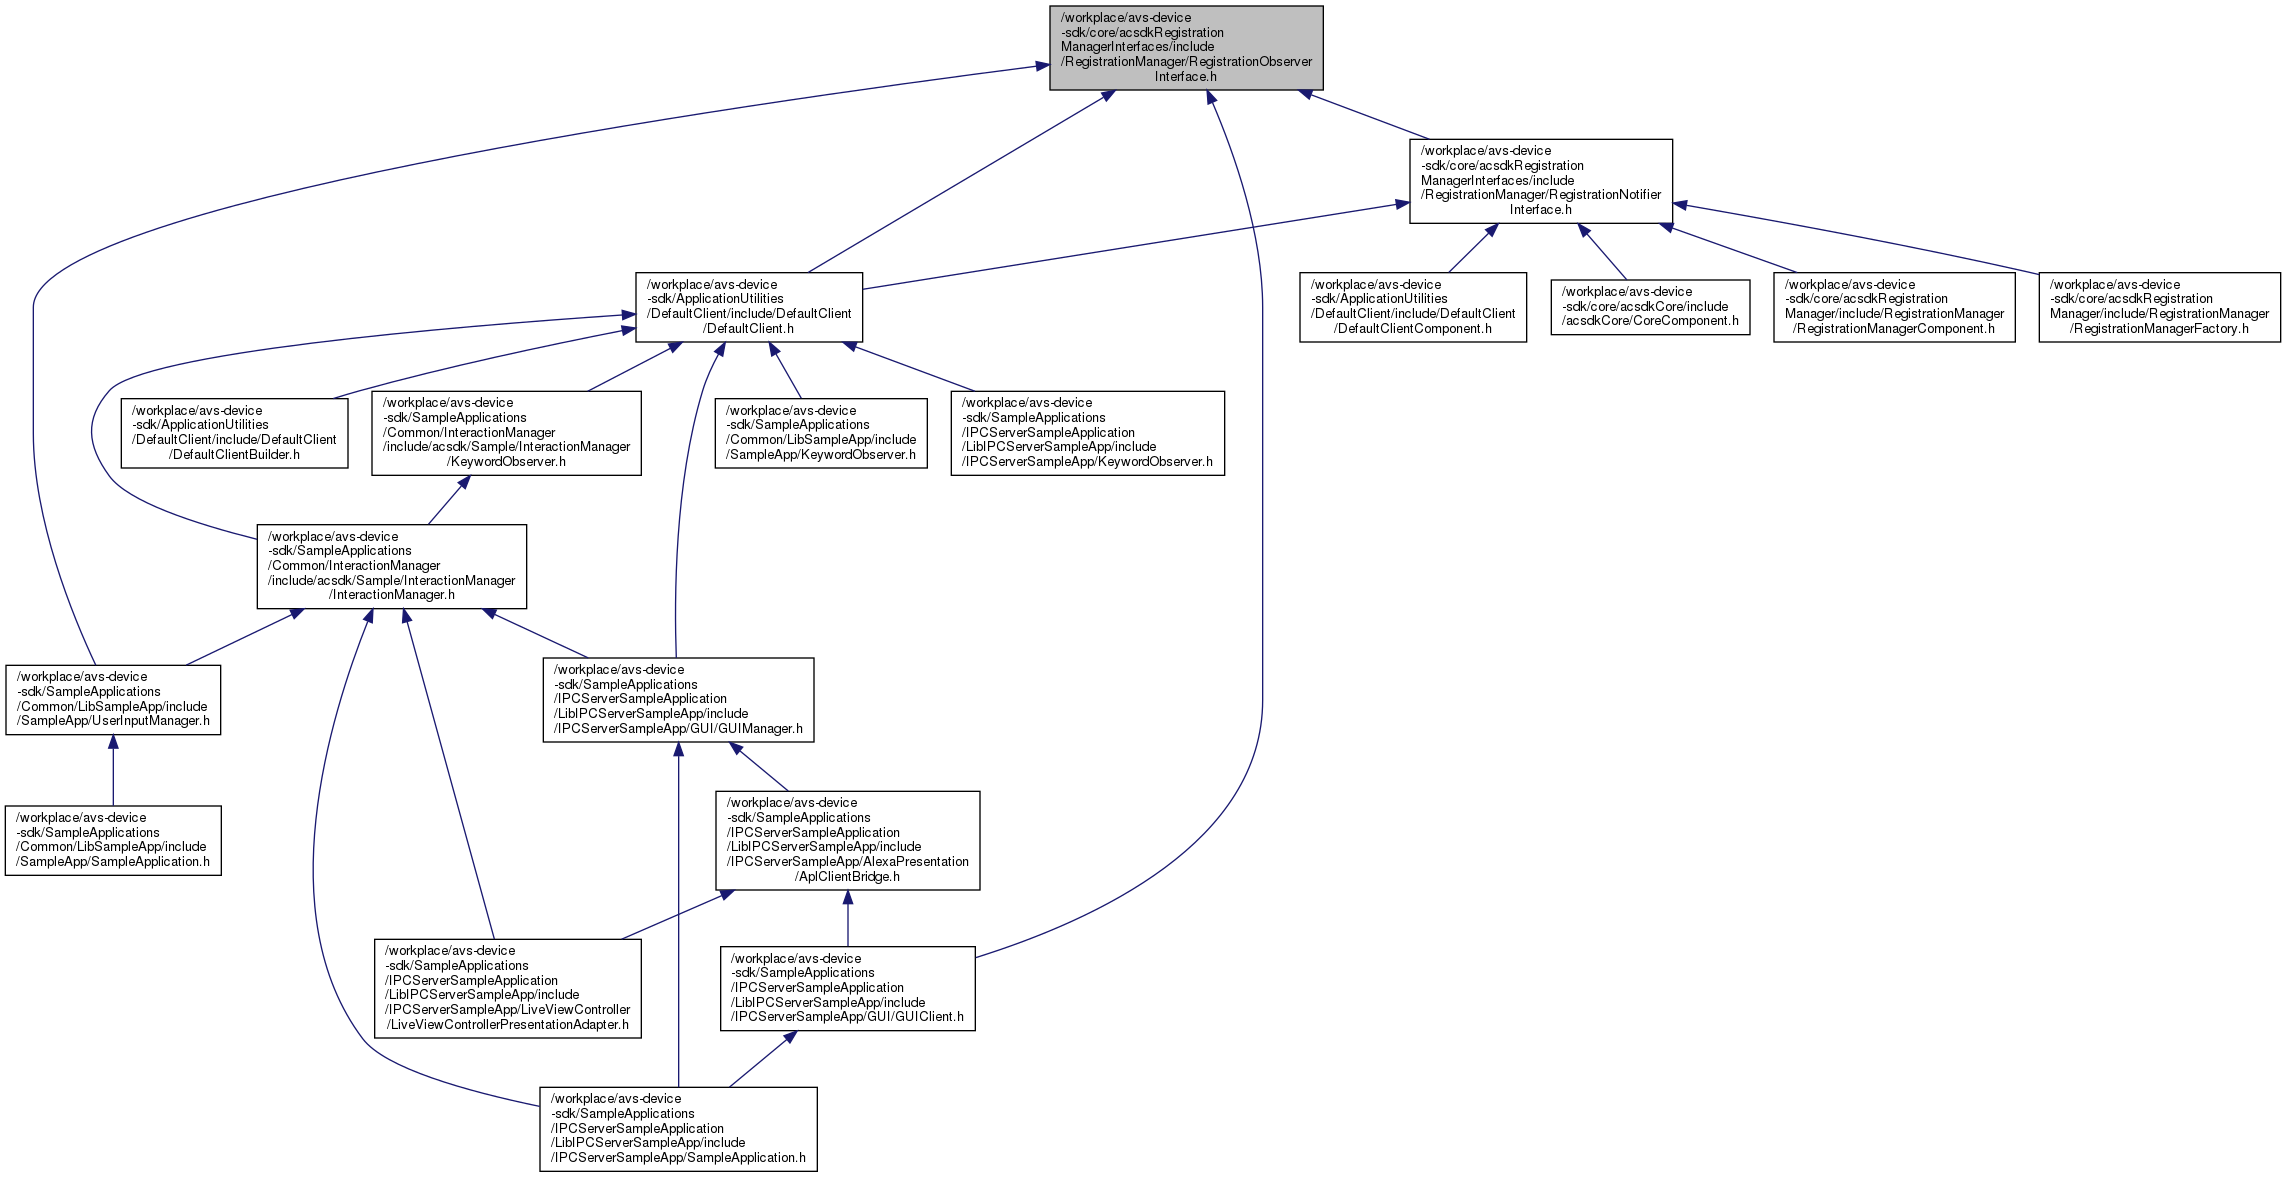 /workplace/avs-device
-sdk/core/acsdkRegistration
ManagerInterfaces/include
/RegistrationManager/RegistrationObserver
Interface.h
/workplace/avs-device
-sdk/core/acsdkRegistration
ManagerInterfaces/include
/RegistrationManager/RegistrationNotifier
Interface.h
/workplace/avs-device
-sdk/ApplicationUtilities
/DefaultClient/include/DefaultClient
/DefaultClient.h
/workplace/avs-device
-sdk/ApplicationUtilities
/DefaultClient/include/DefaultClient
/DefaultClientComponent.h
/workplace/avs-device
-sdk/core/acsdkCore/include
/acsdkCore/CoreComponent.h
/workplace/avs-device
-sdk/core/acsdkRegistration
Manager/include/RegistrationManager
/RegistrationManagerComponent.h
/workplace/avs-device
-sdk/core/acsdkRegistration
Manager/include/RegistrationManager
/RegistrationManagerFactory.h
/workplace/avs-device
-sdk/ApplicationUtilities
/DefaultClient/include/DefaultClient
/DefaultClientBuilder.h
/workplace/avs-device
-sdk/SampleApplications
/Common/InteractionManager
/include/acsdk/Sample/InteractionManager
/KeywordObserver.h
/workplace/avs-device
-sdk/SampleApplications
/Common/LibSampleApp/include
/SampleApp/KeywordObserver.h
/workplace/avs-device
-sdk/SampleApplications
/IPCServerSampleApplication
/LibIPCServerSampleApp/include
/IPCServerSampleApp/KeywordObserver.h
/workplace/avs-device
-sdk/SampleApplications
/Common/InteractionManager
/include/acsdk/Sample/InteractionManager
/InteractionManager.h
/workplace/avs-device
-sdk/SampleApplications
/Common/LibSampleApp/include
/SampleApp/UserInputManager.h
/workplace/avs-device
-sdk/SampleApplications
/IPCServerSampleApplication
/LibIPCServerSampleApp/include
/IPCServerSampleApp/GUI/GUIManager.h
/workplace/avs-device
-sdk/SampleApplications
/Common/LibSampleApp/include
/SampleApp/SampleApplication.h
/workplace/avs-device
-sdk/SampleApplications
/IPCServerSampleApplication
/LibIPCServerSampleApp/include
/IPCServerSampleApp/AlexaPresentation
/AplClientBridge.h
/workplace/avs-device
-sdk/SampleApplications
/IPCServerSampleApplication
/LibIPCServerSampleApp/include
/IPCServerSampleApp/LiveViewController
/LiveViewControllerPresentationAdapter.h
/workplace/avs-device
-sdk/SampleApplications
/IPCServerSampleApplication
/LibIPCServerSampleApp/include
/IPCServerSampleApp/GUI/GUIClient.h
/workplace/avs-device
-sdk/SampleApplications
/IPCServerSampleApplication
/LibIPCServerSampleApp/include
/IPCServerSampleApp/SampleApplication.h